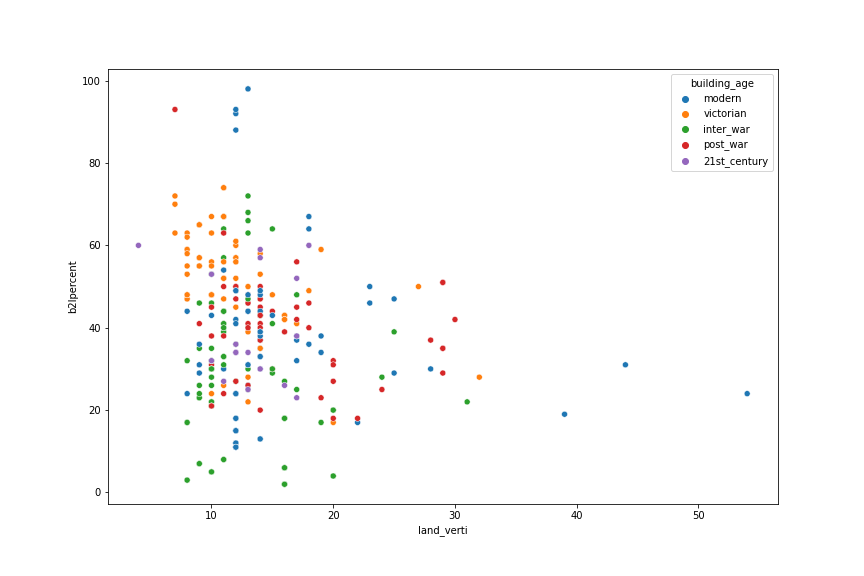 building_age
modern
victorian
inter_war
post_war
21st_century
100
80
60
40
20
0
b2lpercent
10 20 30 40 50
land_verti